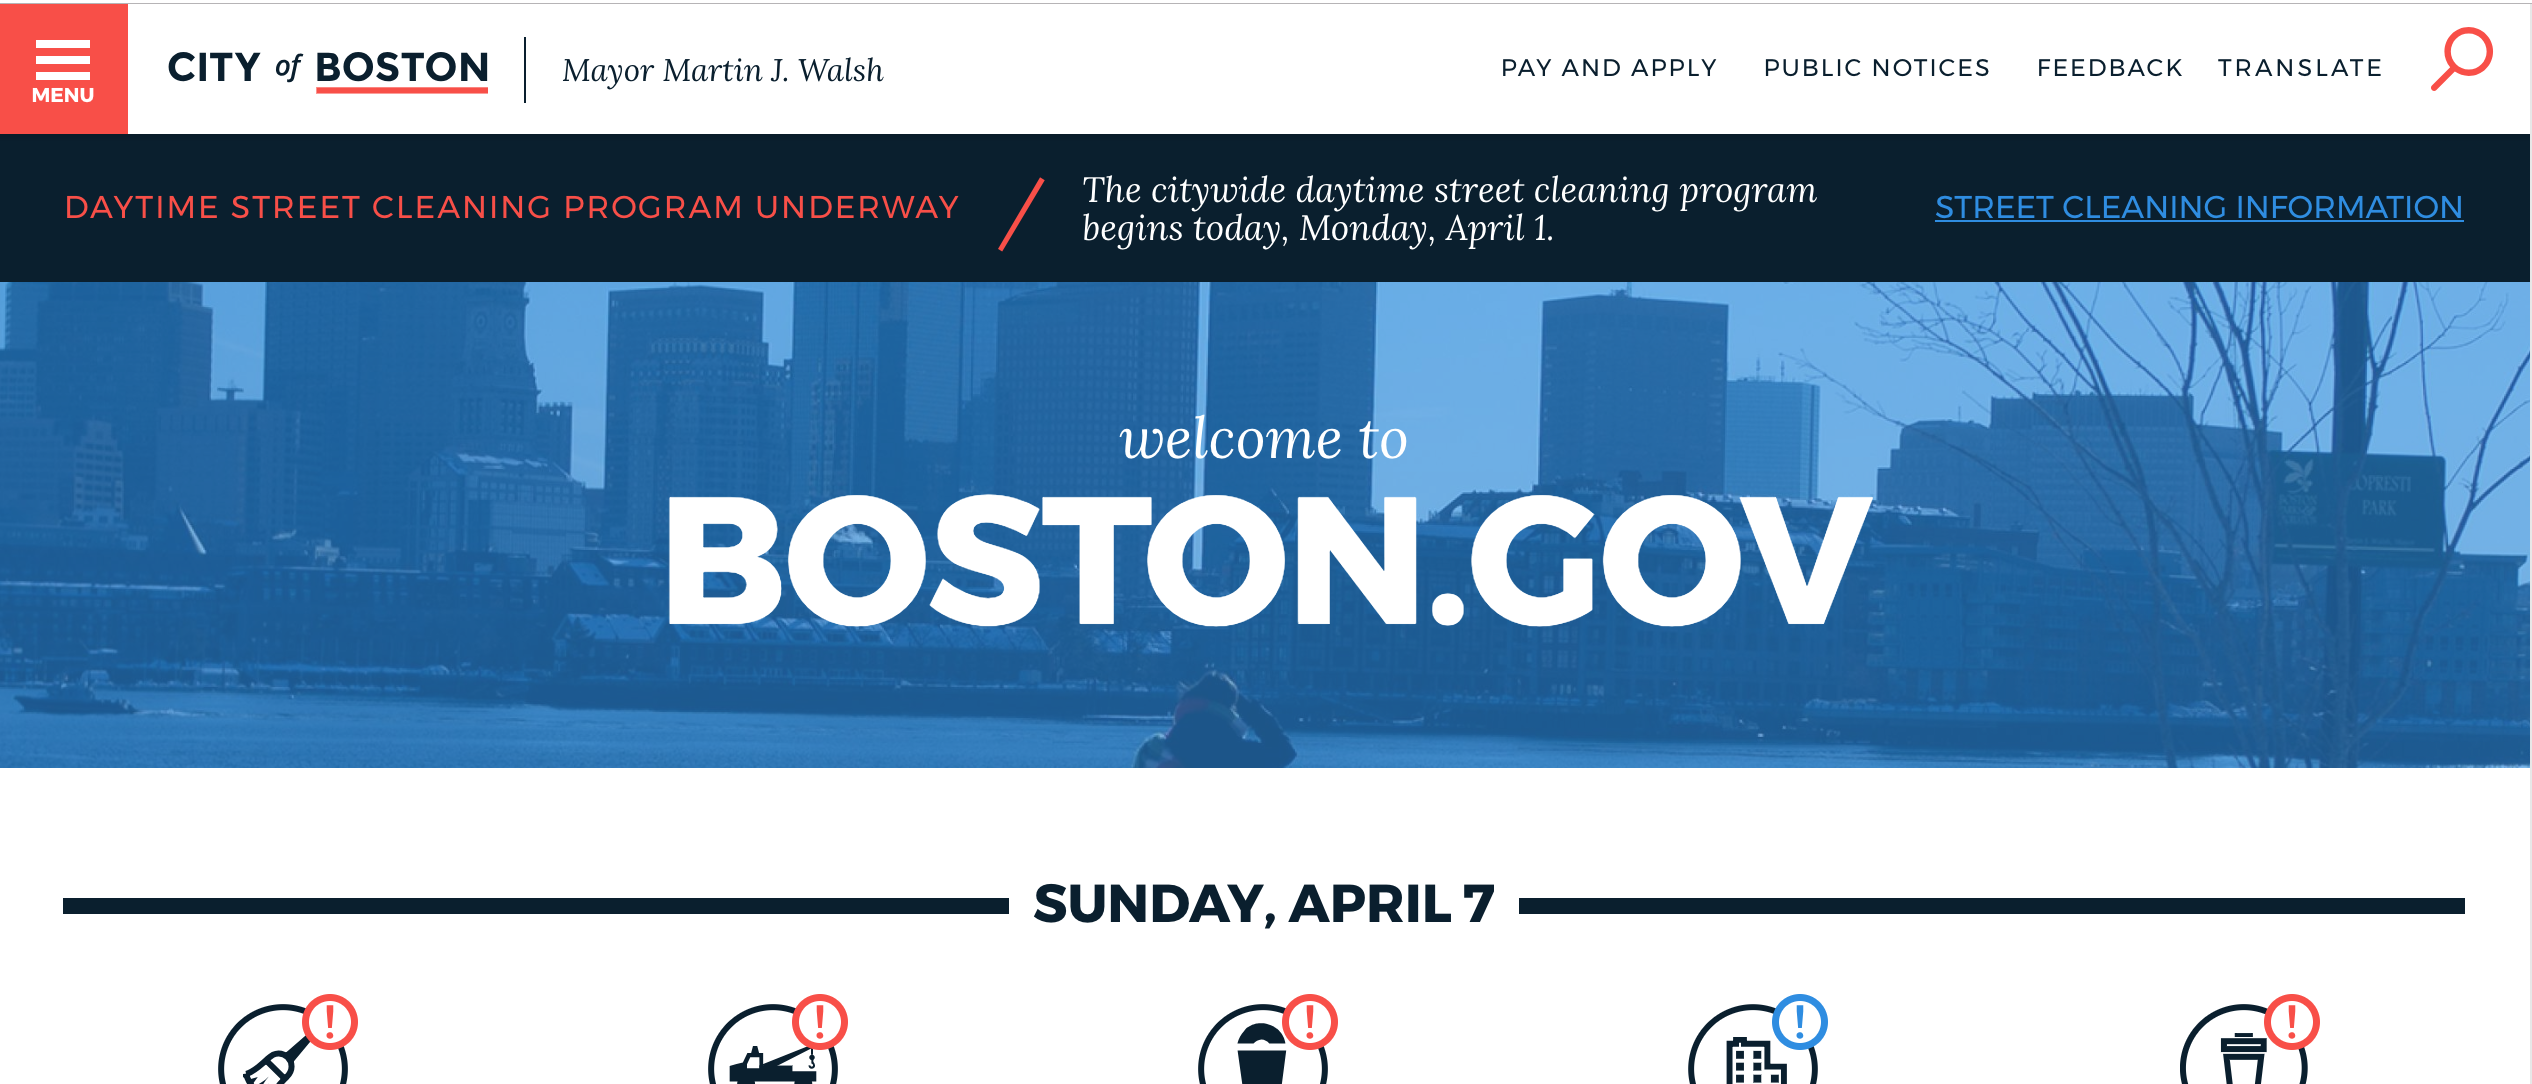 MENU
CITY of BOSTON
Mayor Martin J. Walsh
PAY AND APPLY
PUBLIC NOTICES
FEEDBACK
TRANSLATE
DAYTIME STREET CLEANING PROGRAM UNDERWAY
The citywide daytime street cleaning program
begins today, Monday, April 1.
STREET CLEANING INFORMATION
welcome to
BOSTON.GOV
LOPRESTI
PARK
SUNDAY, APRIL 7
!
!
!
!
!